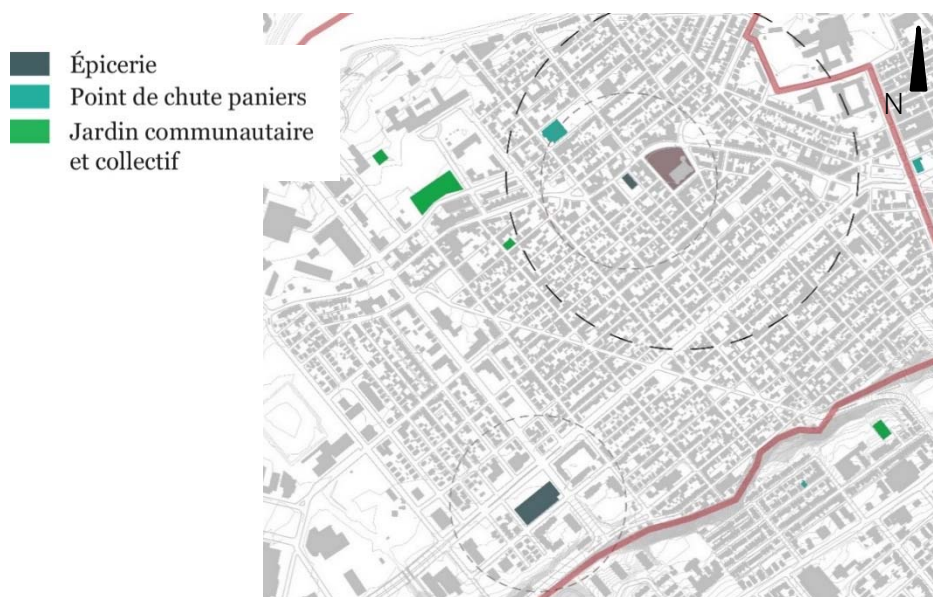 Épicerie
Point de chute paniers
Jardin communautaire
et collectif
N